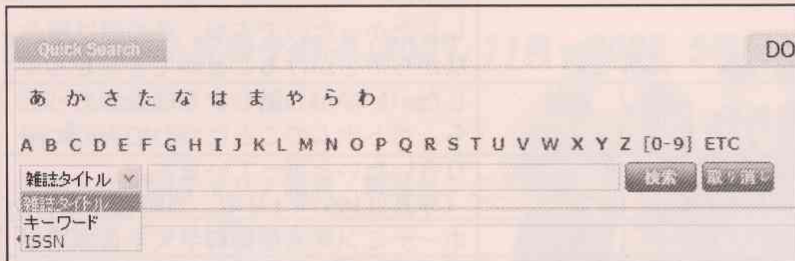 Quick Search
DO
あ か さ た な は ま や ら わ
A B C D E F G H I J K L M N O P Q R S T U V W X Y Z [0-9] ETC
雑誌タイトル 検索 取り消し
雑誌タイトル
キーワード
ISSN